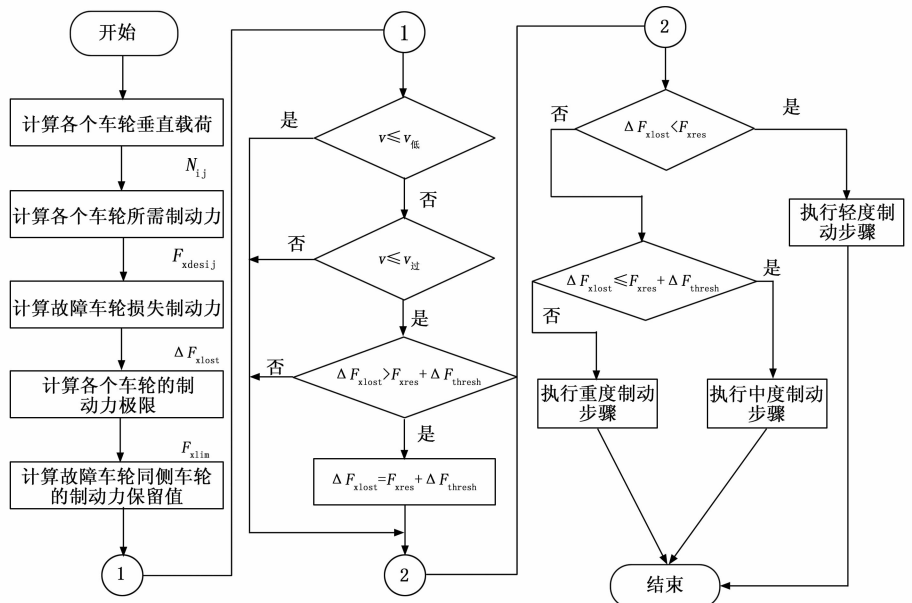 开始
计算各个车轮垂直载荷
N_ij
计算各个车轮所需制动力
F_xdesij
计算故障车轮损失制动力
ΔF_xlost
计算各个车轮的制
动力极限
F_xlim
计算故障车轮同侧车轮
的制动力保留值
1
1
是
v≤v_低
否
否
v≤v_过
是
否
ΔF_xlost>F_xres+ΔF_thresh
是
ΔF_xlost=F_xres+ΔF_thresh
2
2
否
是
ΔF_xlost<F_xres
执行轻度制
动步骤
是
ΔF_xlost≤F_xres+ΔF_thresh
否
执行重度制动
步骤
执行中度制动
步骤
结束